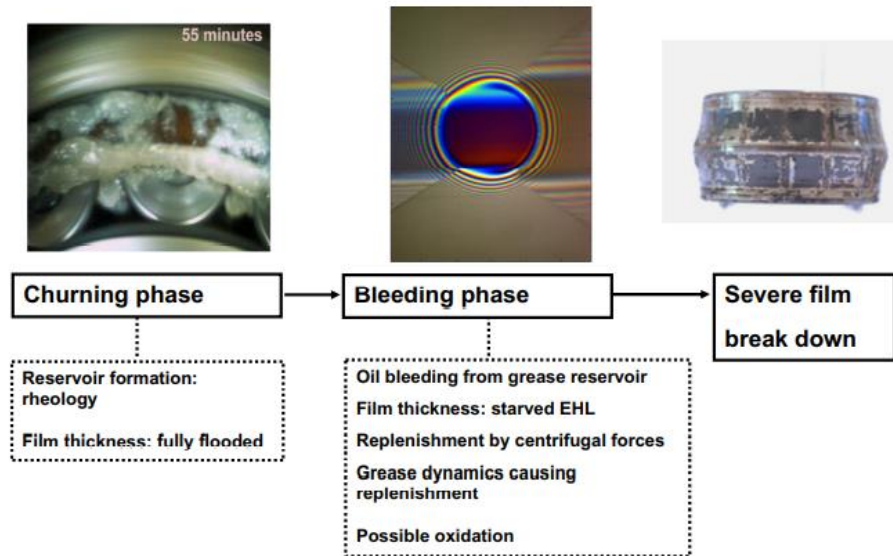 55 minutes
Churning phase
Bleeding phase
Severe film
break down
Reservoir formation:
rheology
Film thickness: fully flooded
Oil bleeding from grease reservoir
Film thickness: starved EHL
Replenishment by centrifugal forces
Grease dynamics causing
replenishment
Possible oxidation